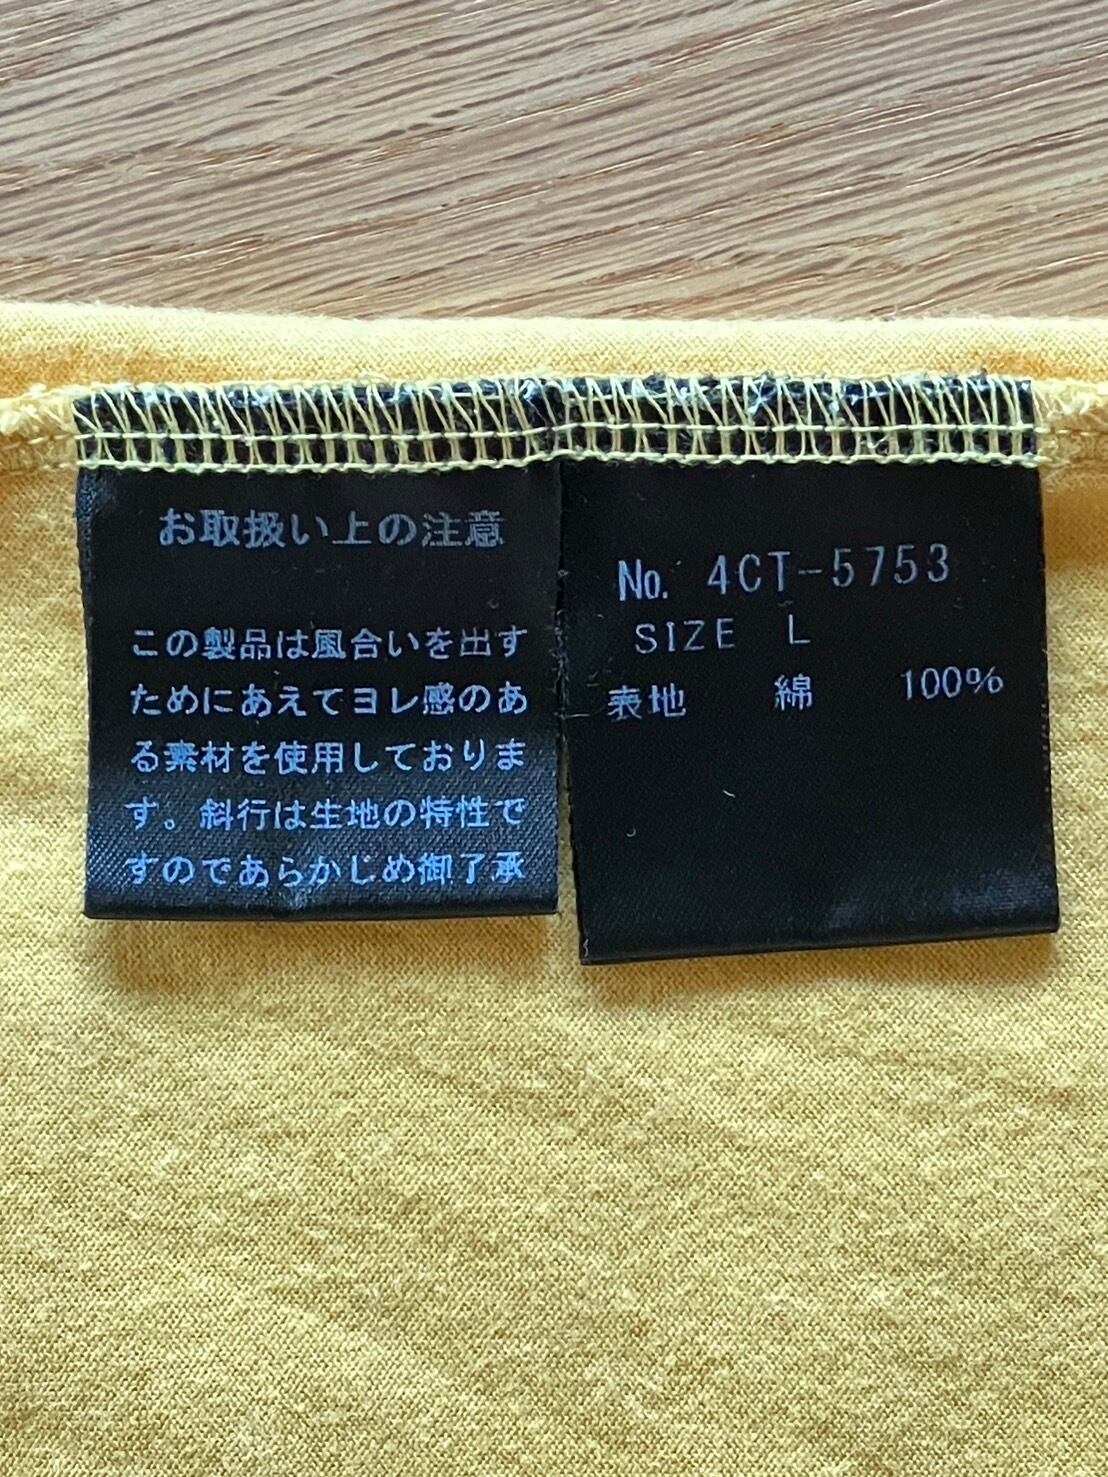 お取扱い上の注意
この製品は風合いを出す
ためにあえてヨレ感のあ
る素材を使用しておりま
す。斜行は生地の特性で
すのであらかじめ御了承
No. 4CT-5753
SIZE L
表地 綿 100%